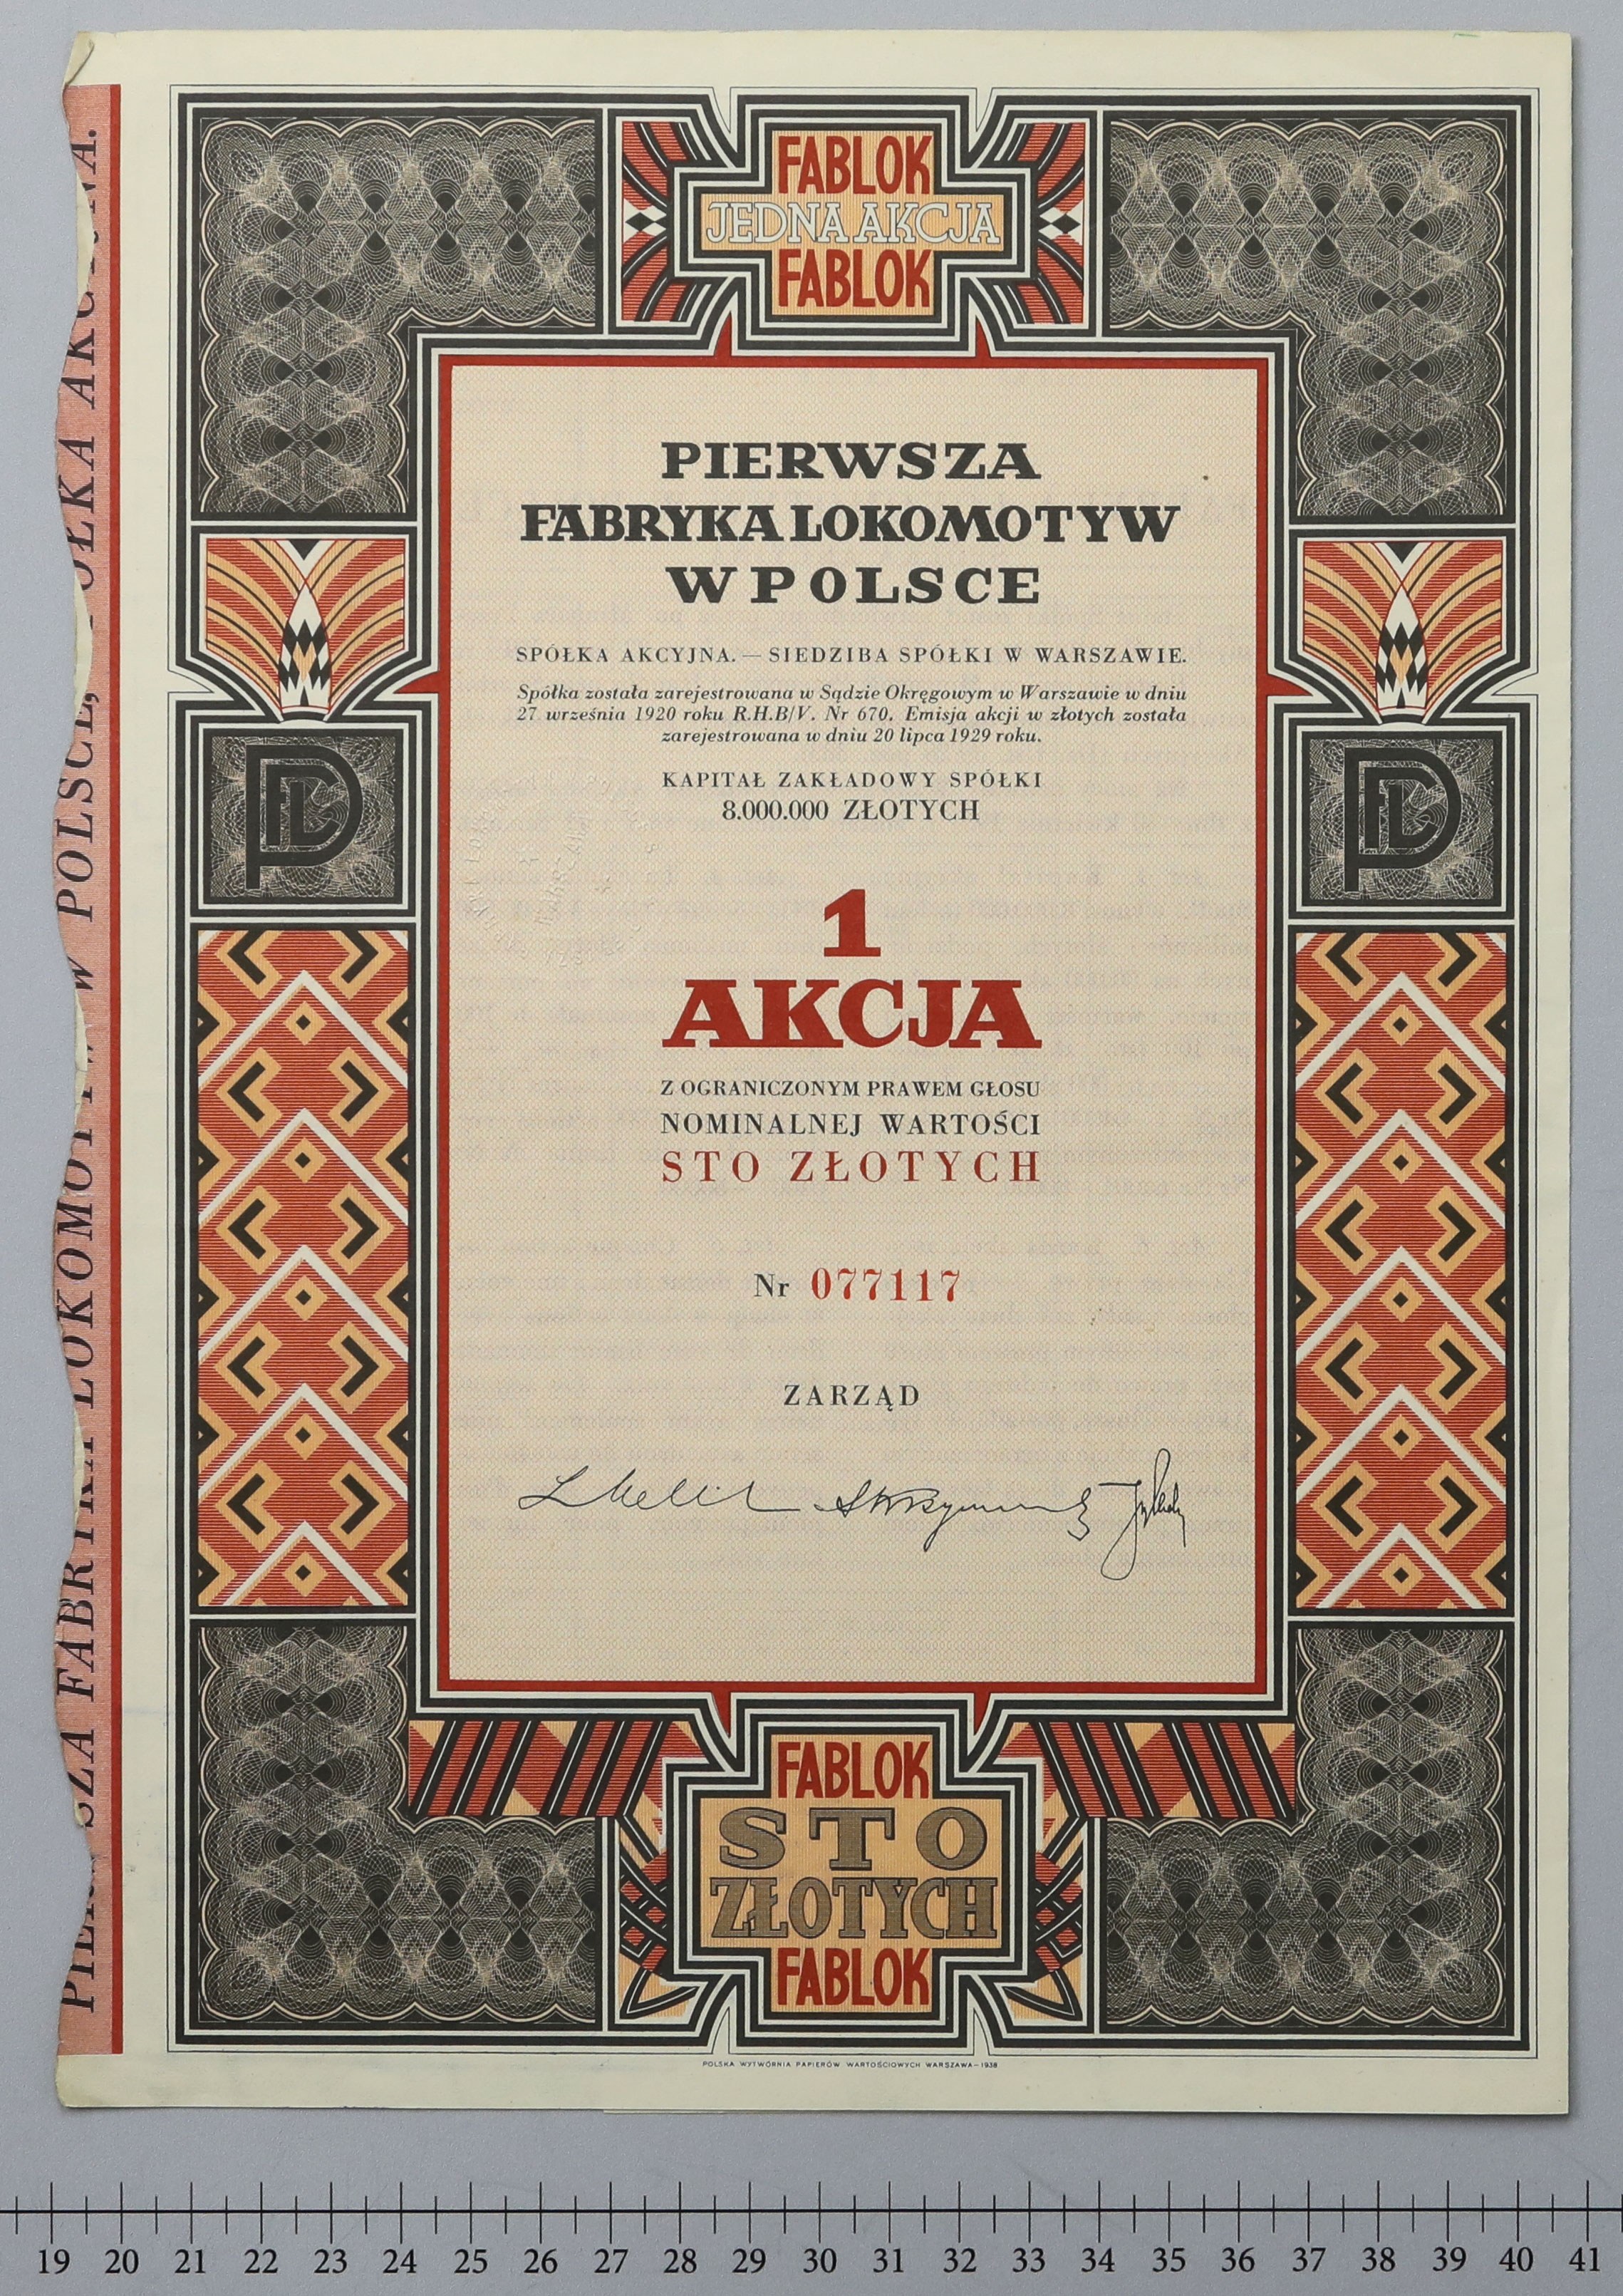 FABLOK
JEDNA AKCJA
FABLOK
PIERWSZA
FABRYKA LOKOMOTYW
W POLSCE
SPÓŁKA AKCYJNA. — SIEDZIBA SPÓŁKI W WARSZAWIE.
Spółka została zarejestrowana w Sądzie Okręgowym w Warszawie w dniu
27 września 1920 roku R.H.B/V. Nr 670. Emisja akcji w złotych została
zarejestrowana w dniu 20 lipca 1929 roku.
KAPITAŁ ZAKŁADOWY SPÓŁKI
8.000.000 ZŁOTYCH
1
AKCJA
Z OGRANICZONYM PRAWEM GŁOSU
NOMINALNEJ WARTOŚCI
STO ZŁOTYCH
Nr 077117
ZARZĄD
FABLOK
STO
ZŁOTYCH
FABLOK
POLSKA WYTWÓRNIA PAPIERÓW WARTOŚCIOWYCH WARSZAWA—1938
FABRYKA LOKOMOTYW W POLSCE, SPÓŁKA AKCYJNA.
PFL
PFL
19 20 21 22 23 24 25 26 27 28 29 30 31 32 33 34 35 36 37 38 39 40 41